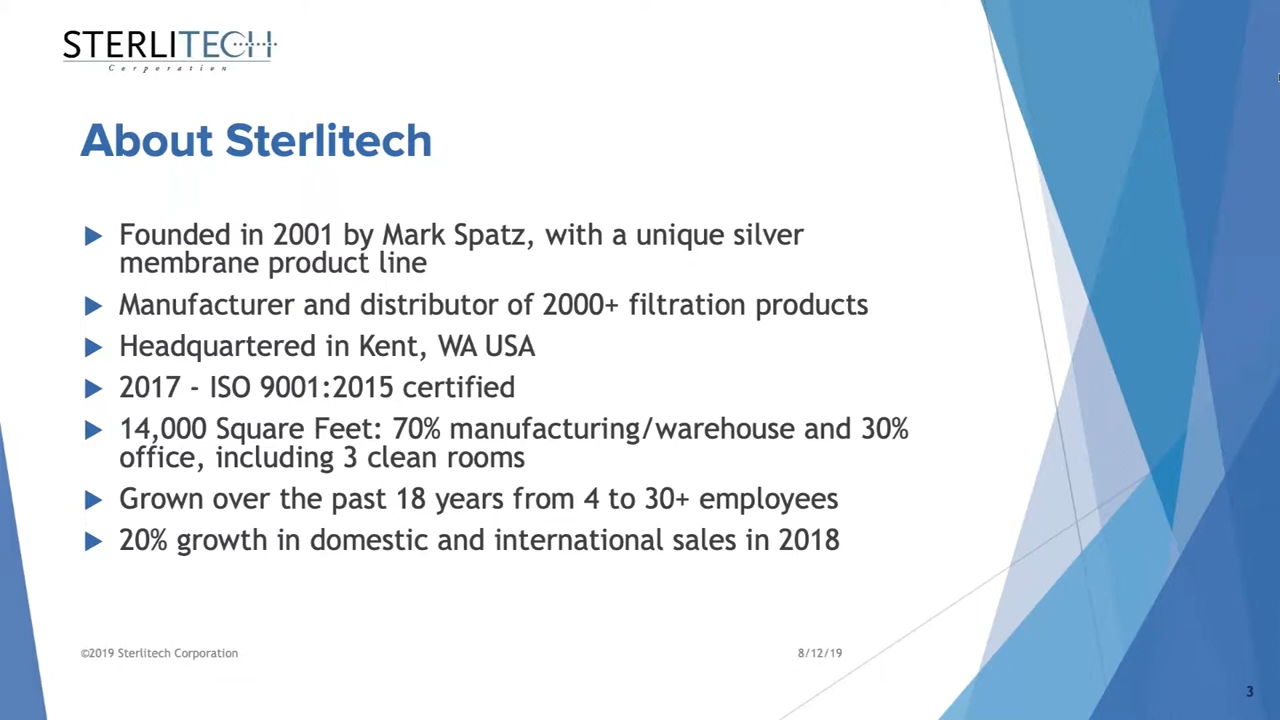 STERLITECH
Corporation
About Sterlitech
Founded in 2001 by Mark Spatz, with a unique silver
membrane product line
Manufacturer and distributor of 2000+ filtration products
Headquartered in Kent, WA USA
2017 - ISO 9001:2015 certified
14,000 Square Feet: 70% manufacturing/warehouse and 30%
office, including 3 clean rooms
Grown over the past 18 years from 4 to 30+ employees
20% growth in domestic and international sales in 2018
©2019 Sterlitech Corporation
8/12/19
3